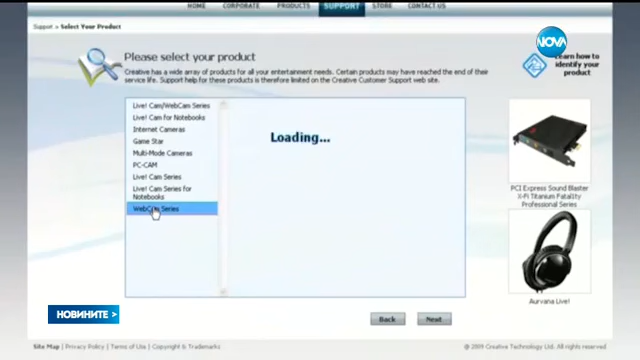 HOME CORPORATE PRODUCTS SUPPORT STORE CONTACT US
NOVA
Support > Select Your Product
Please select your product
Creative has a wide array of products for all your entertainment needs. Certain products may have reached the end of their
service life. Support help for these products is therefore limited on the Creative Customer Support web site.
Learn how to
identify your
product
Live! Cam/WebCam Series
Live! Cam for Notebooks
Internet Cameras
Game Star
Multi-Mode Cameras
PC-CAM
Live! Cam Series
Live! Cam Series for
Notebooks
WebCam Series
Loading...
PCI Express Sound Blaster
X-Fi Titanium Fatality
Professional Series
Aurvana Live!
Back Next
НОВИНИТЕ >
Site Map | Privacy Policy | Terms of Use | Copyright & Trademarks
@ 2009 Creative Technology Ltd. All rights reserved.